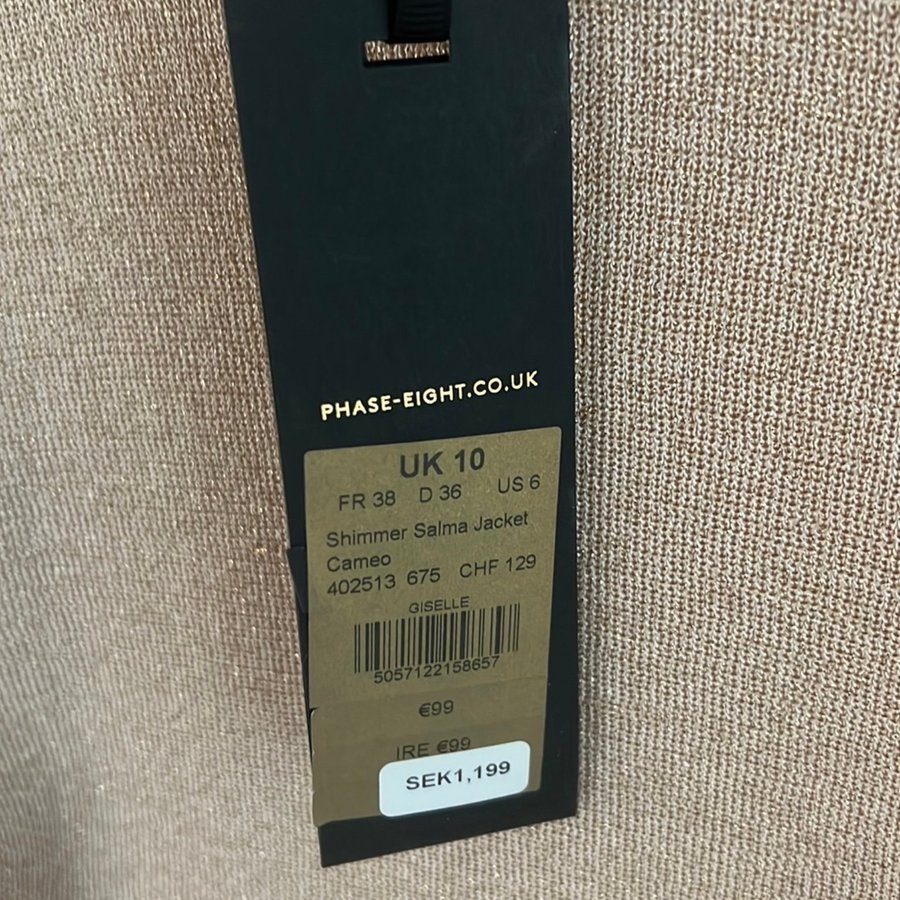 PHASE-EIGHT.CO.UK
UK 10
FR 38 D 36 US 6
Shimmer Salma Jacket
Cameo
402513 675 CHF 129
GISELLE
5057122158657
€99
IRE €99
SEK1,199